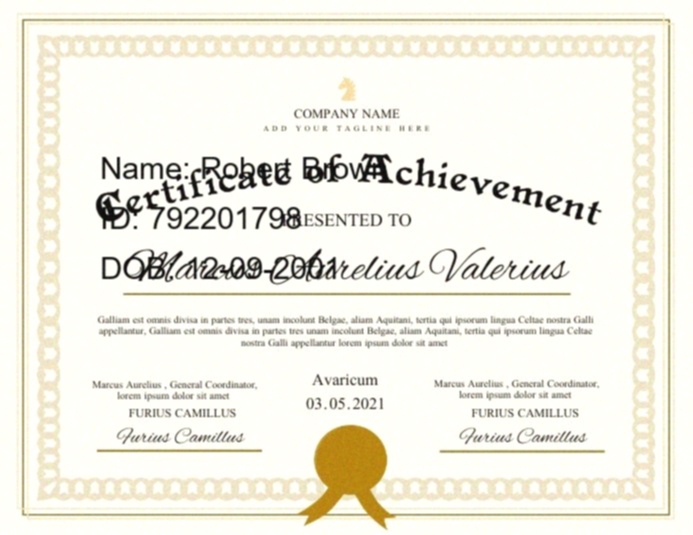 COMPANY NAME
ADD YOUR TAGLINE HERE
Name: Robert Brown
Certificate of Achievement
ID: 792201798
PRESENTED TO
DOB: 12-09-2001
Marcus Aurelius Valerius
Galliam est omnis divisa in partes tres, unam incolunt Belgae, aliam Aquitani, tertia qui ipsorum lingua Celtae nostra Galli
appellantur, Galliam est omnis divisa in partes tres unam incolunt Belgae, aliam Aquitani, tertia qui ipsorum lingua Celtae
nostra Galli appellantur lorem ipsum dolor sit amet
Marcus Aurelius , General Coordinator,
lorem ipsum dolor sit amet
FURIUS CAMILLUS
Furius Camillus
Avaricum
03.05.2021
Marcus Aurelius , General Coordinator,
lorem ipsum dolor sit amet
FURIUS CAMILLUS
Furius Camillus